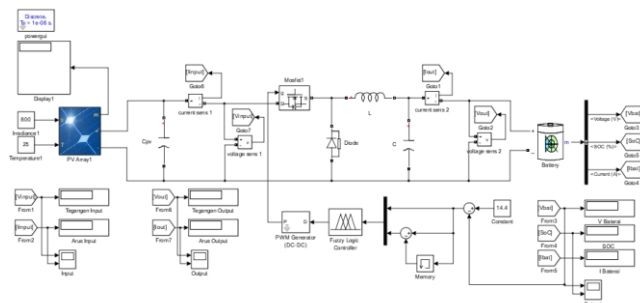 Discrete,
Ts = 1e-06 s.
powergui
Display1
800
Irradiance1
25
Temperature1
PV Array1
m
Cpv
[Iinput]
Goto6
current sens 1
[Vinput]
Goto7
voltage sens 1
Mosfet1
Diode
L
C
[Iout]
Goto1
current sens 2
[Vout]
Goto2
voltage sens 2
Battery
m
<Voltage (V)>
<SOC (%)>
<Current (A)>
Goto3
[SoC]
Goto4
[Vinput]
From1
[Iinput]
From2
Tegangan Input
Arus Input
Input
[Vout]
From6
[Iout]
From7
Tegangan Output
Arus Output
Output
PWM Generator
(DC-DC)
Fuzzy Logic
Controller
Memory
14.4
Constant
[Vbat]
From3
[SoC]
From4
[Ibat]
From5
V Baterai
SOC
I Baterai